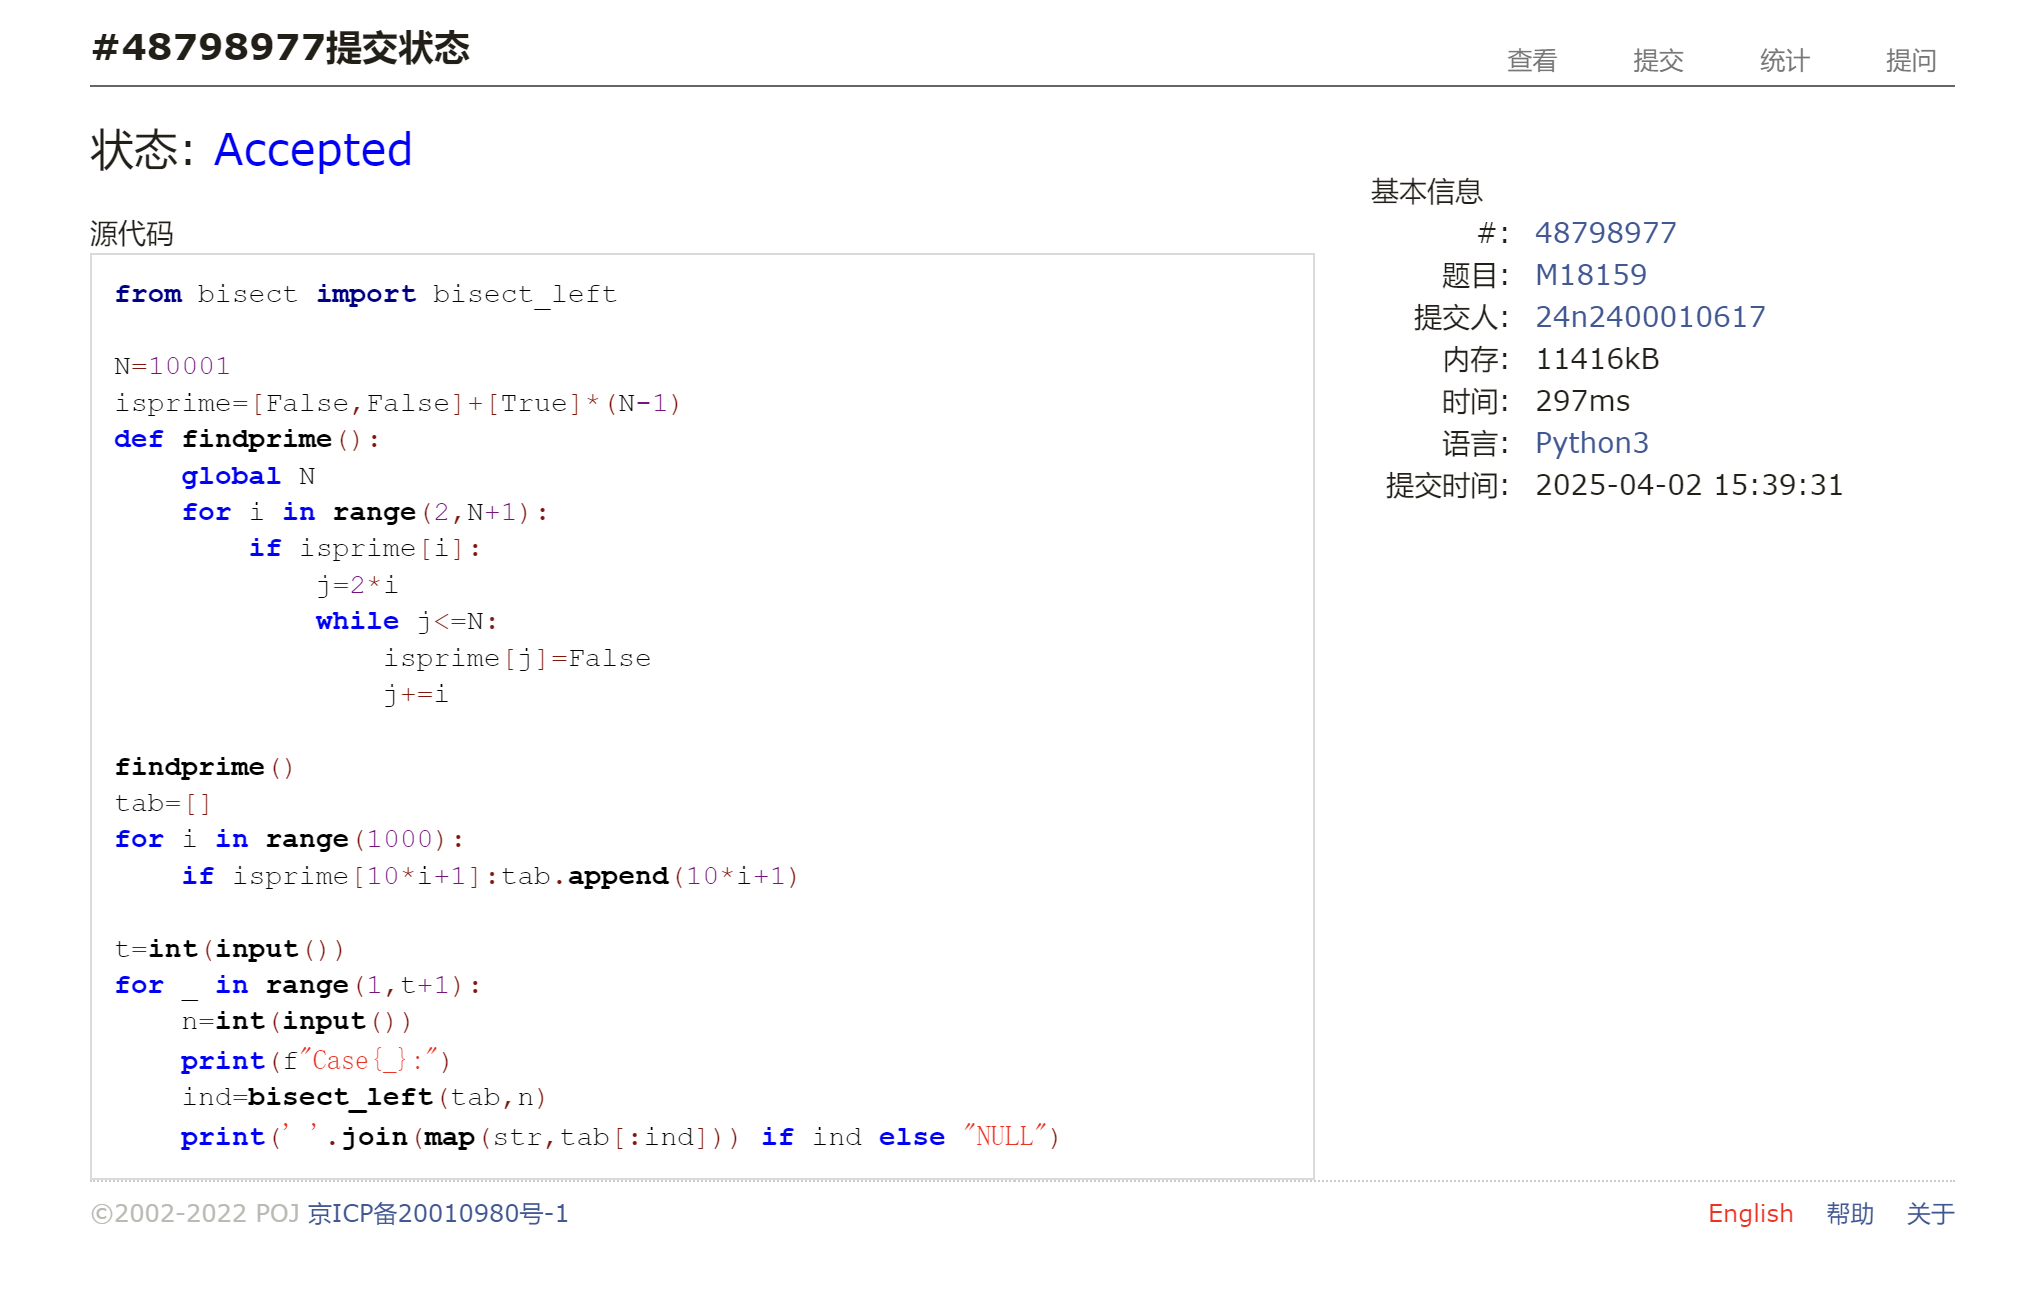 #48798977提交状态
查看 提交 统计 提问
状态: Accepted
源代码
from bisect import bisect_left

N=10001
isprime=[False,False]+[True]*(N-1)
def findprime():
    global N
    for i in range(2,N+1):
        if isprime[i]:
            j=2*i
            while j<=N:
                isprime[j]=False
                j+=i

findprime()
tab=[]
for i in range(1000):
    if isprime[10*i+1]:tab.append(10*i+1)

t=int(input())
for _ in range(1,t+1):
    n=int(input())
    print(f"Case{_}:")
    ind=bisect_left(tab,n)
    print(' '.join(map(str,tab[:ind])) if ind else "NULL")
基本信息
#: 48798977
题目: M18159
提交人: 24n2400010617
内存: 11416kB
时间: 297ms
语言: Python3
提交时间: 2025-04-02 15:39:31
©2002-2022 POJ 京ICP备20010980号-1
English 帮助 关于